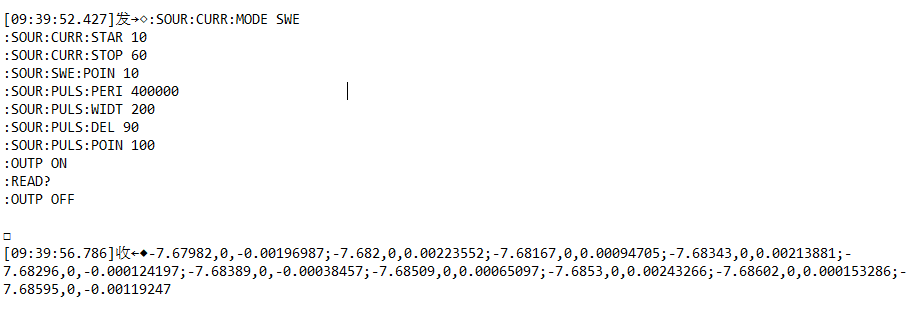 [09:39:52.427]发→◇:SOUR:CURR:MODE SWE
:SOUR:CURR:STAR 10
:SOUR:CURR:STOP 60
:SOUR:SWE:POIN 10
:SOUR:PULS:PERI 400000
:SOUR:PULS:WIDT 200
:SOUR:PULS:DEL 90
:SOUR:PULS:POIN 100
:OUTP ON
:READ?
:OUTP OFF
□
[09:39:56.786]收←◆-7.67982,0,-0.00196987;-7.682,0,0.00223552;-7.68167,0,0.00094705;-7.68343,0,0.00213881;-
7.68296,0,-0.000124197;-7.68389,0,-0.00038457;-7.68509,0,0.00065097;-7.6853,0,0.00243266;-7.68602,0,0.000153286;-
7.68595,0,-0.00119247